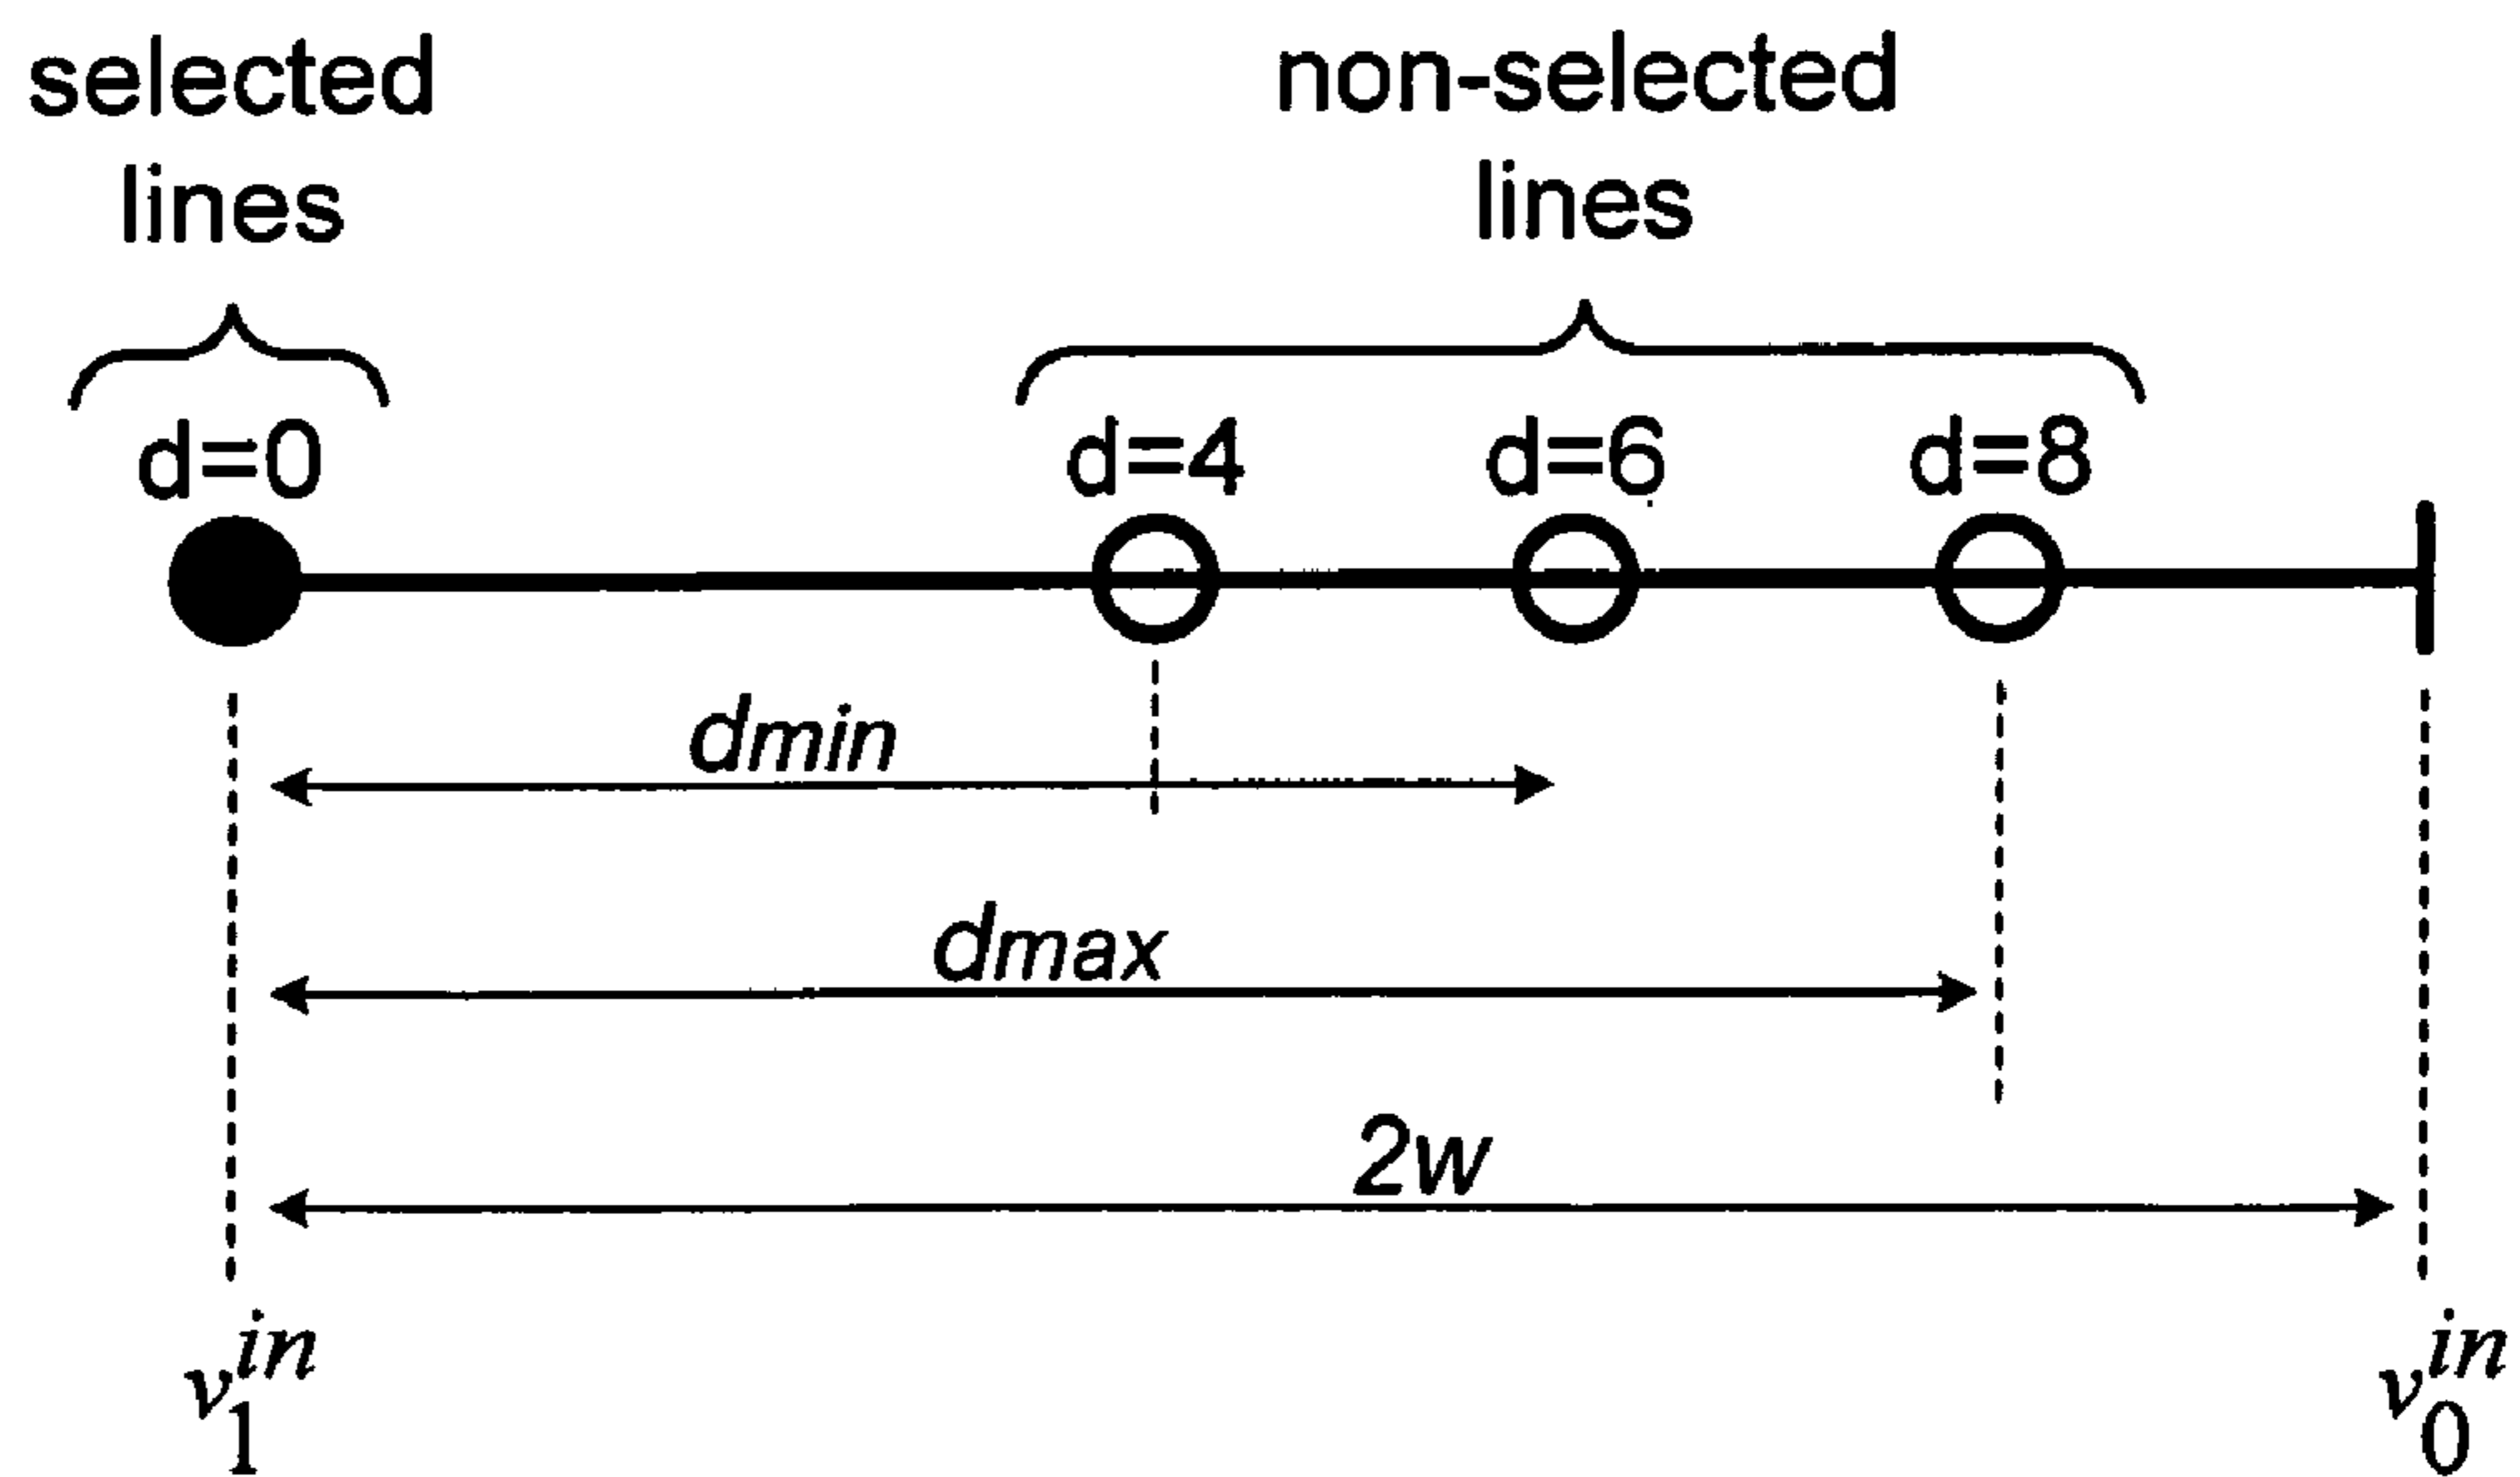 selected
lines
non-selected
lines
d=0
d=4
d=6
d=8
dmin
dmax
2w
v₁ⁱⁿ
v₀ⁱⁿ